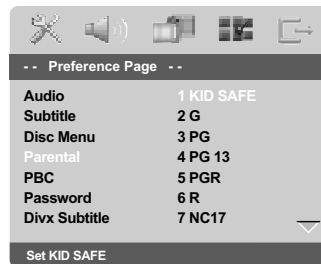 - - Preference Page - -
Audio 1 KID SAFE
Subtitle 2 G
Disc Menu 3 PG
Parental 4 PG 13
PBC 5 PGR
Password 6 R
Divx Subtitle 7 NC17
Set KID SAFE